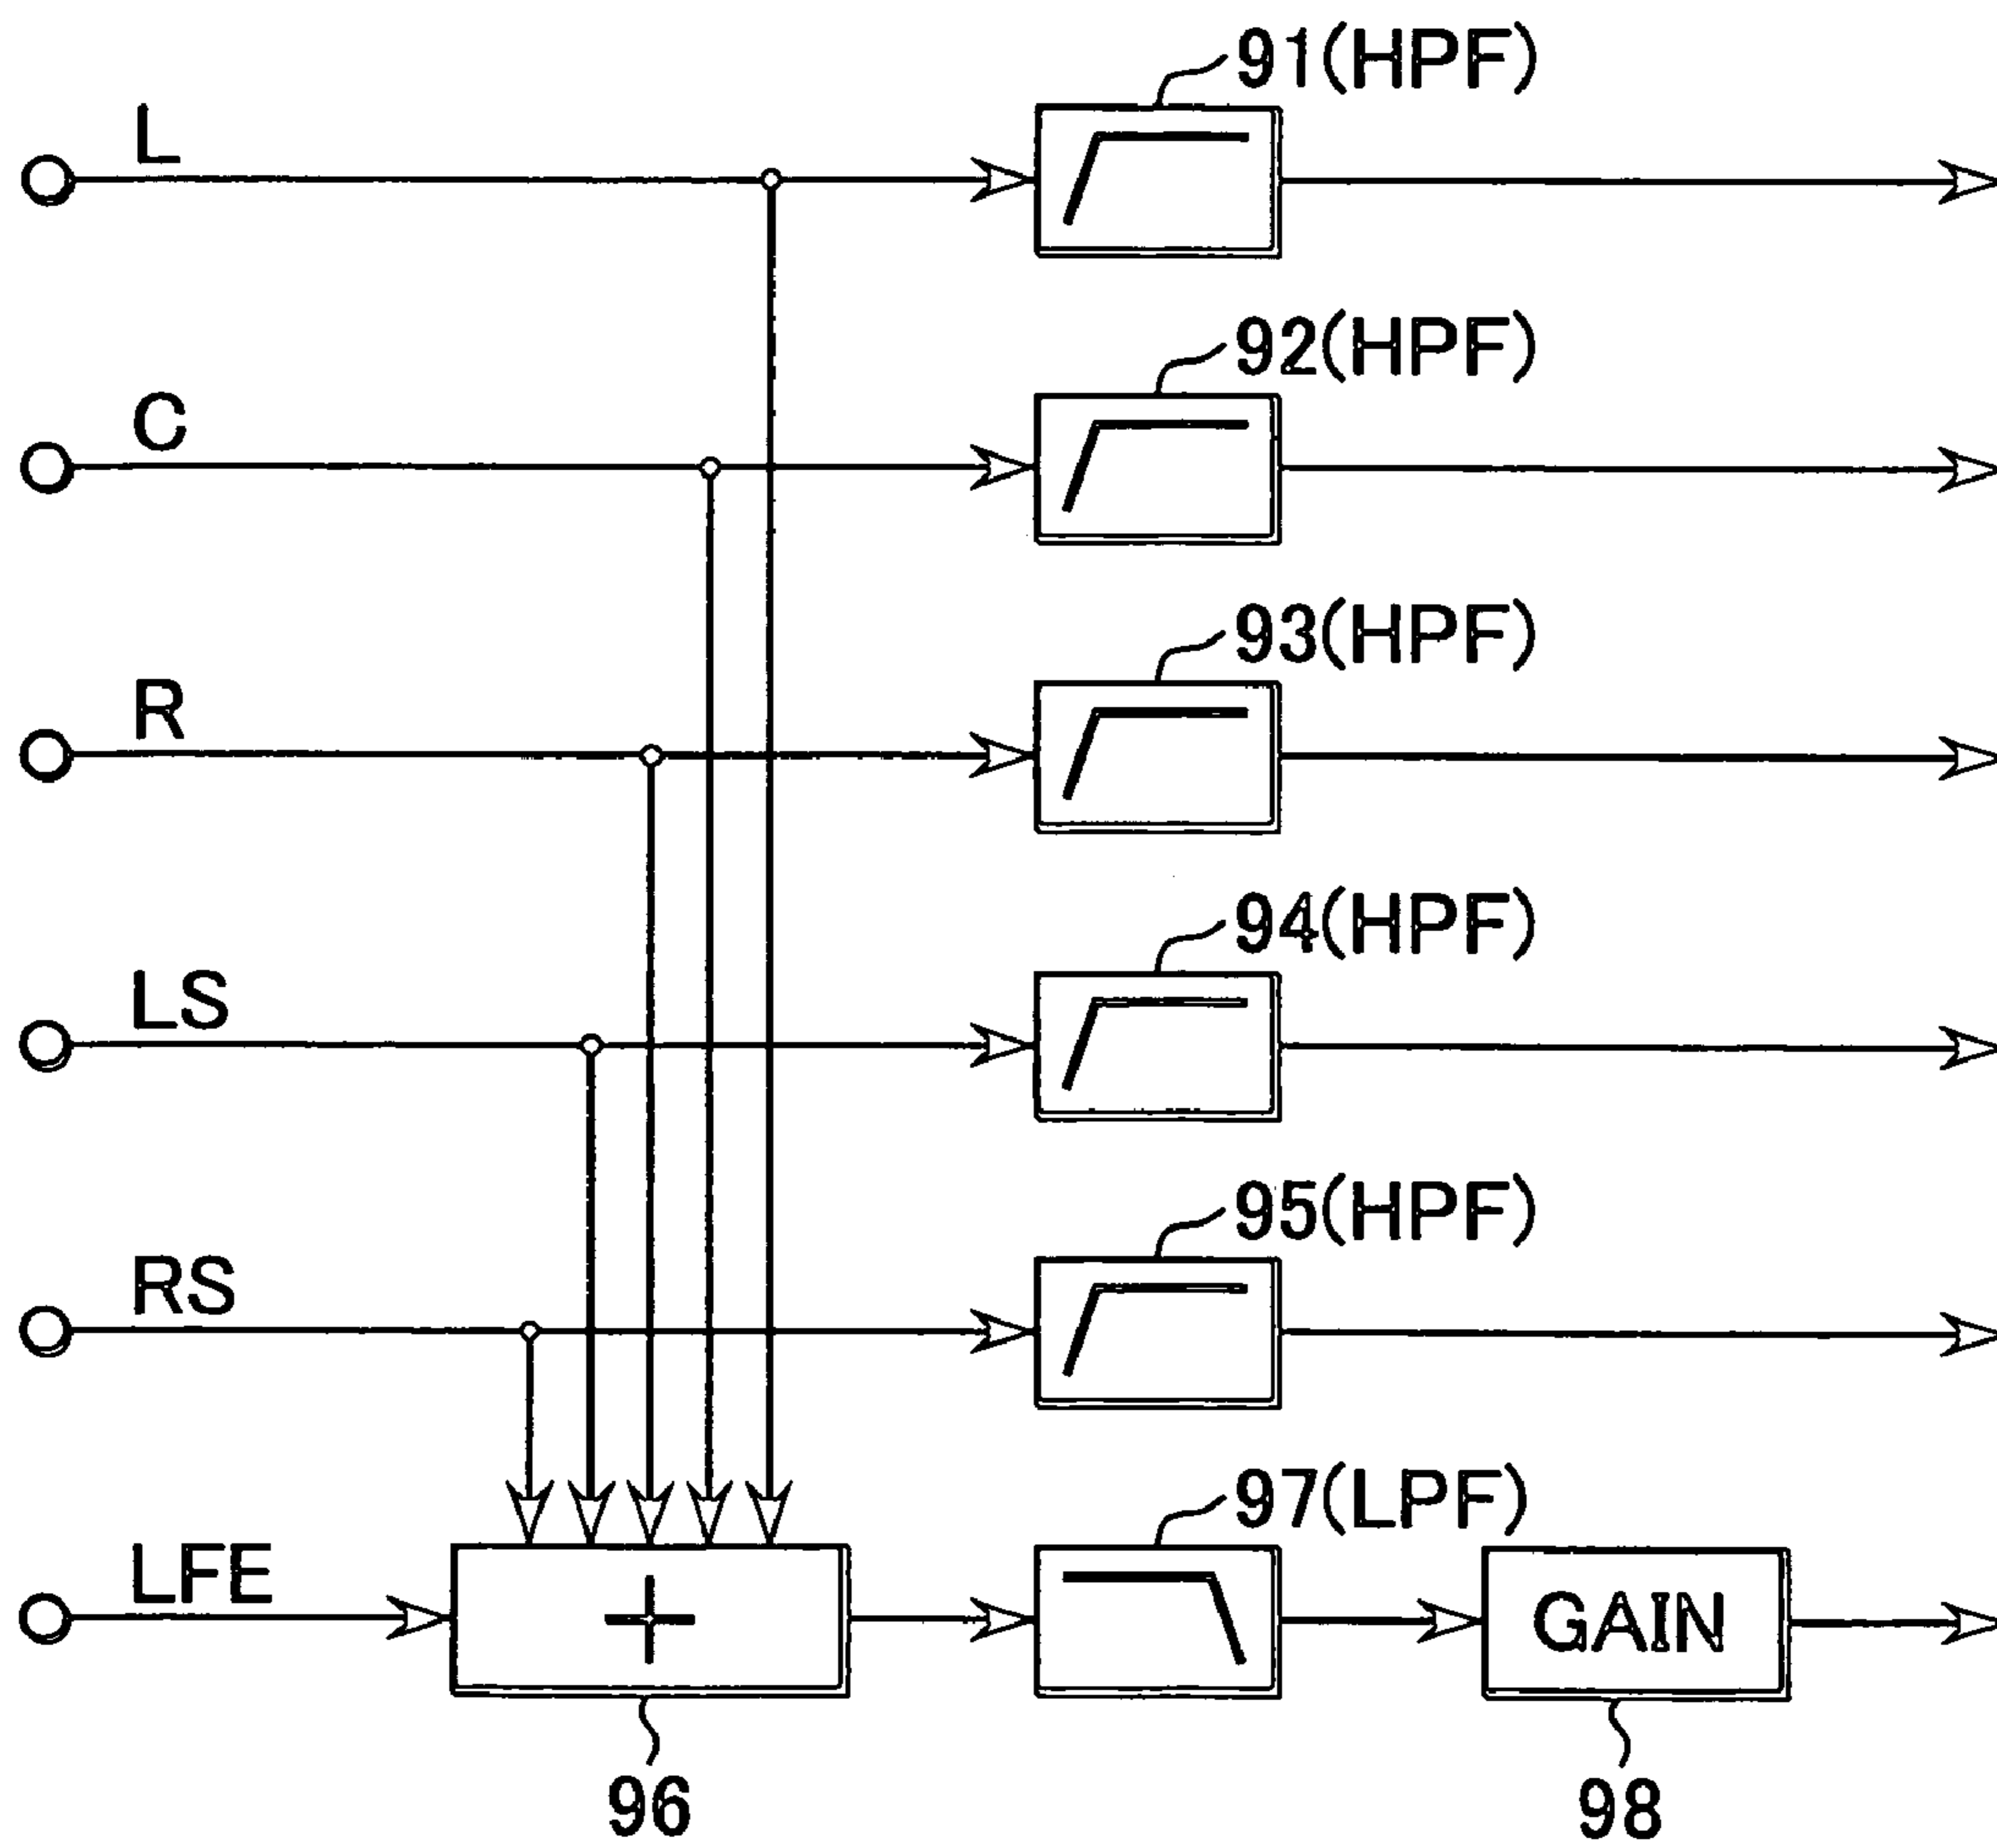 91(HPF)
L
92(HPF)
C
93(HPF)
R
94(HPF)
LS
95(HPF)
RS
97(LPF)
LFE
+
GAIN
96
98